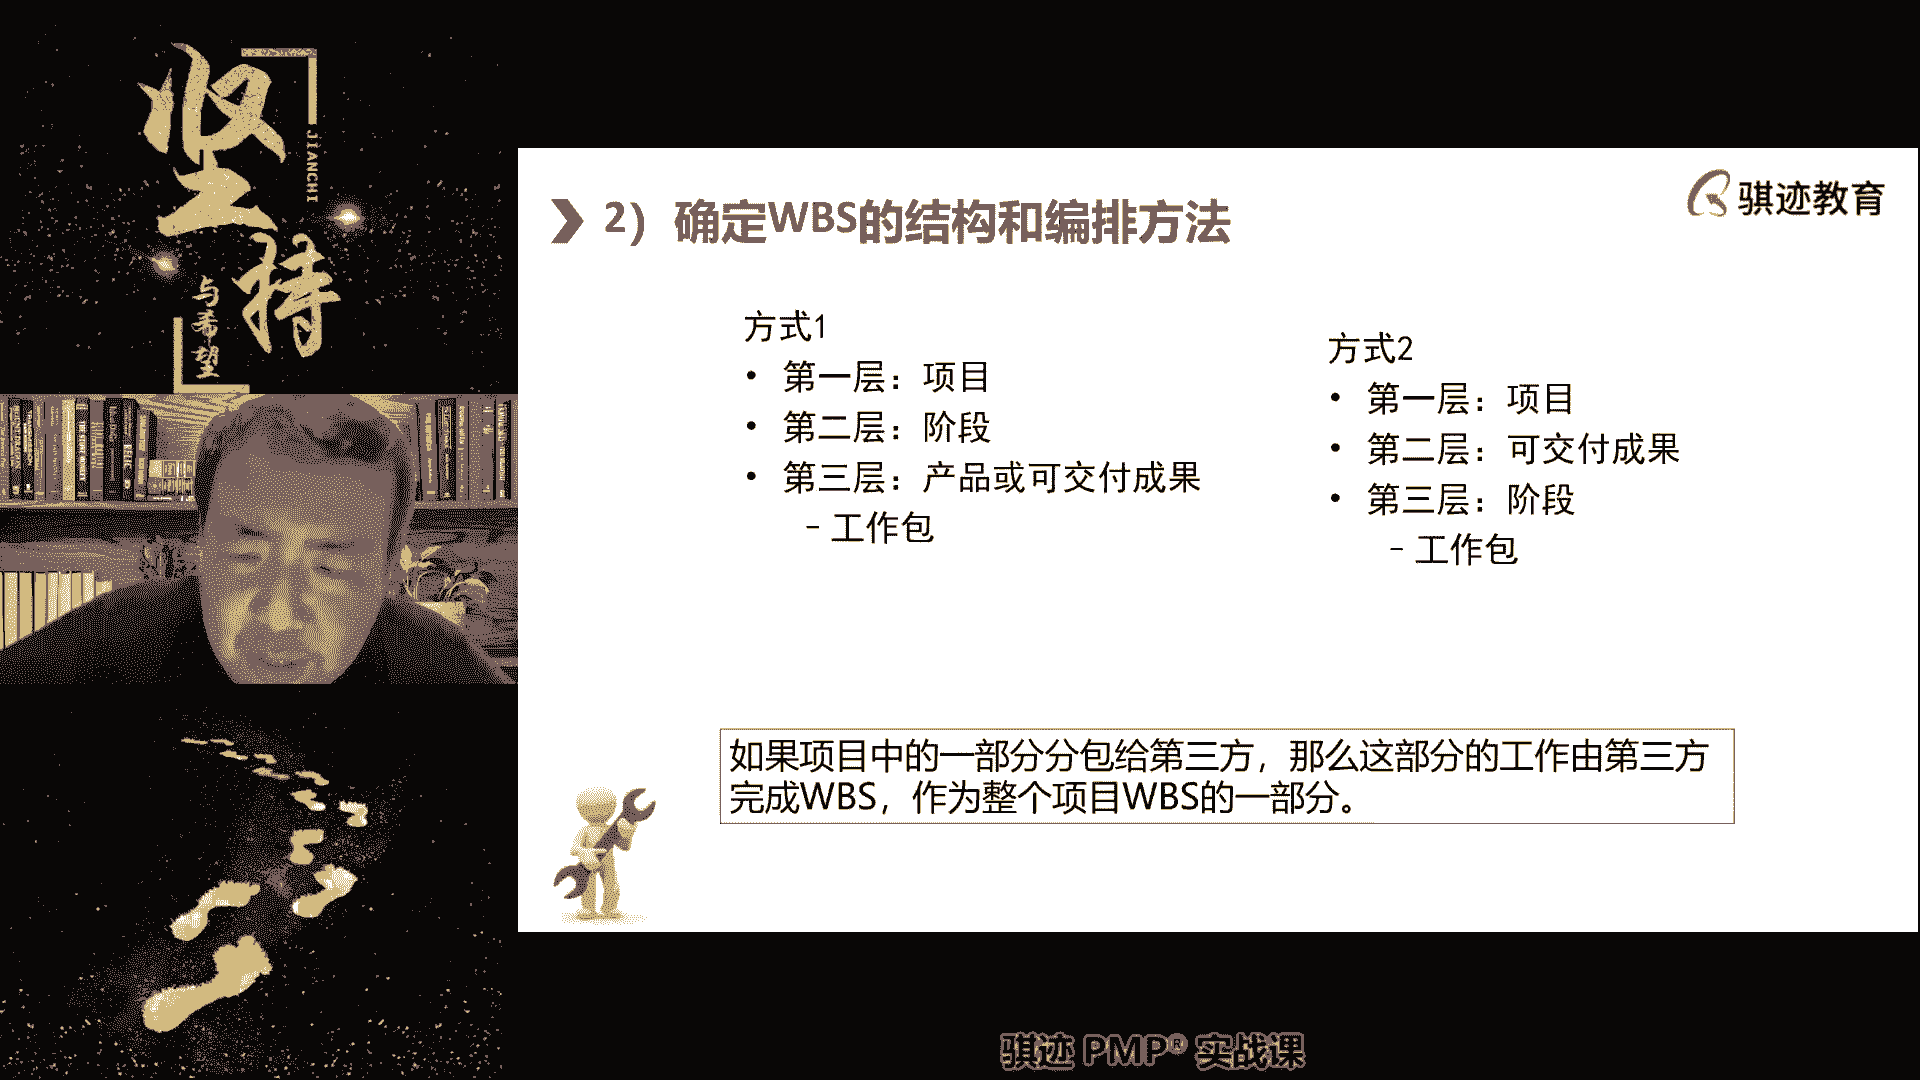 坚持
JIANCHI
与希望
骐迹教育
2）确定WBS的结构和编排方法
方式1
• 第一层：项目
• 第二层：阶段
• 第三层：产品或可交付成果
– 工作包
方式2
• 第一层：项目
• 第二层：可交付成果
• 第三层：阶段
– 工作包
如果项目中的一部分分包给第三方，那么这部分的工作由第三方
完成WBS，作为整个项目WBS的一部分。
骐迹 PMP® 实战课